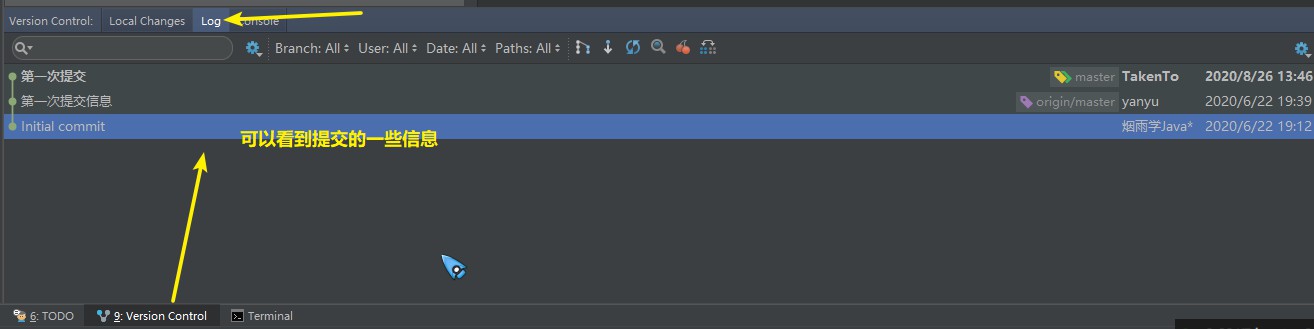 Version Control: Local Changes Log Console
Branch: All User: All Date: All Paths: All
第一次提交 master TakenTo 2020/8/26 13:46
第一次提交信息 origin/master yanyu 2020/6/22 19:39
Initial commit 烟雨学Java* 2020/6/22 19:12
可以看到提交的一些信息
6: TODO 9: Version Control Terminal